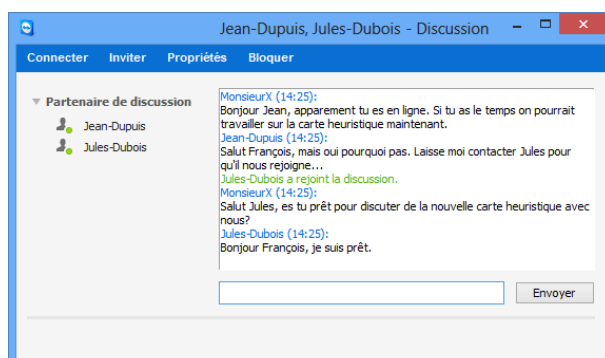 Jean-Dupuis, Jules-Dubois - Discussion
Connecter Inviter Propriétés Bloquer
Partenaire de discussion
Jean-Dupuis
Jules-Dubois
MonsieurX (14:25):
Bonjour Jean, apparement tu es en ligne. Si tu as le temps on pourrait
travailler sur la carte heuristique maintenant.
Jean-Dupuis (14:25):
Salut François, mais oui pourquoi pas. Laisse moi contacter Jules pour
qu'il nous rejoigne...
Jules-Dubois a rejoint la discussion.
MonsieurX (14:25):
Salut Jules, es tu prêt pour discuter de la nouvelle carte heuristique avec
nous?
Jules-Dubois (14:25):
Bonjour François, je suis prêt.
Envoyer